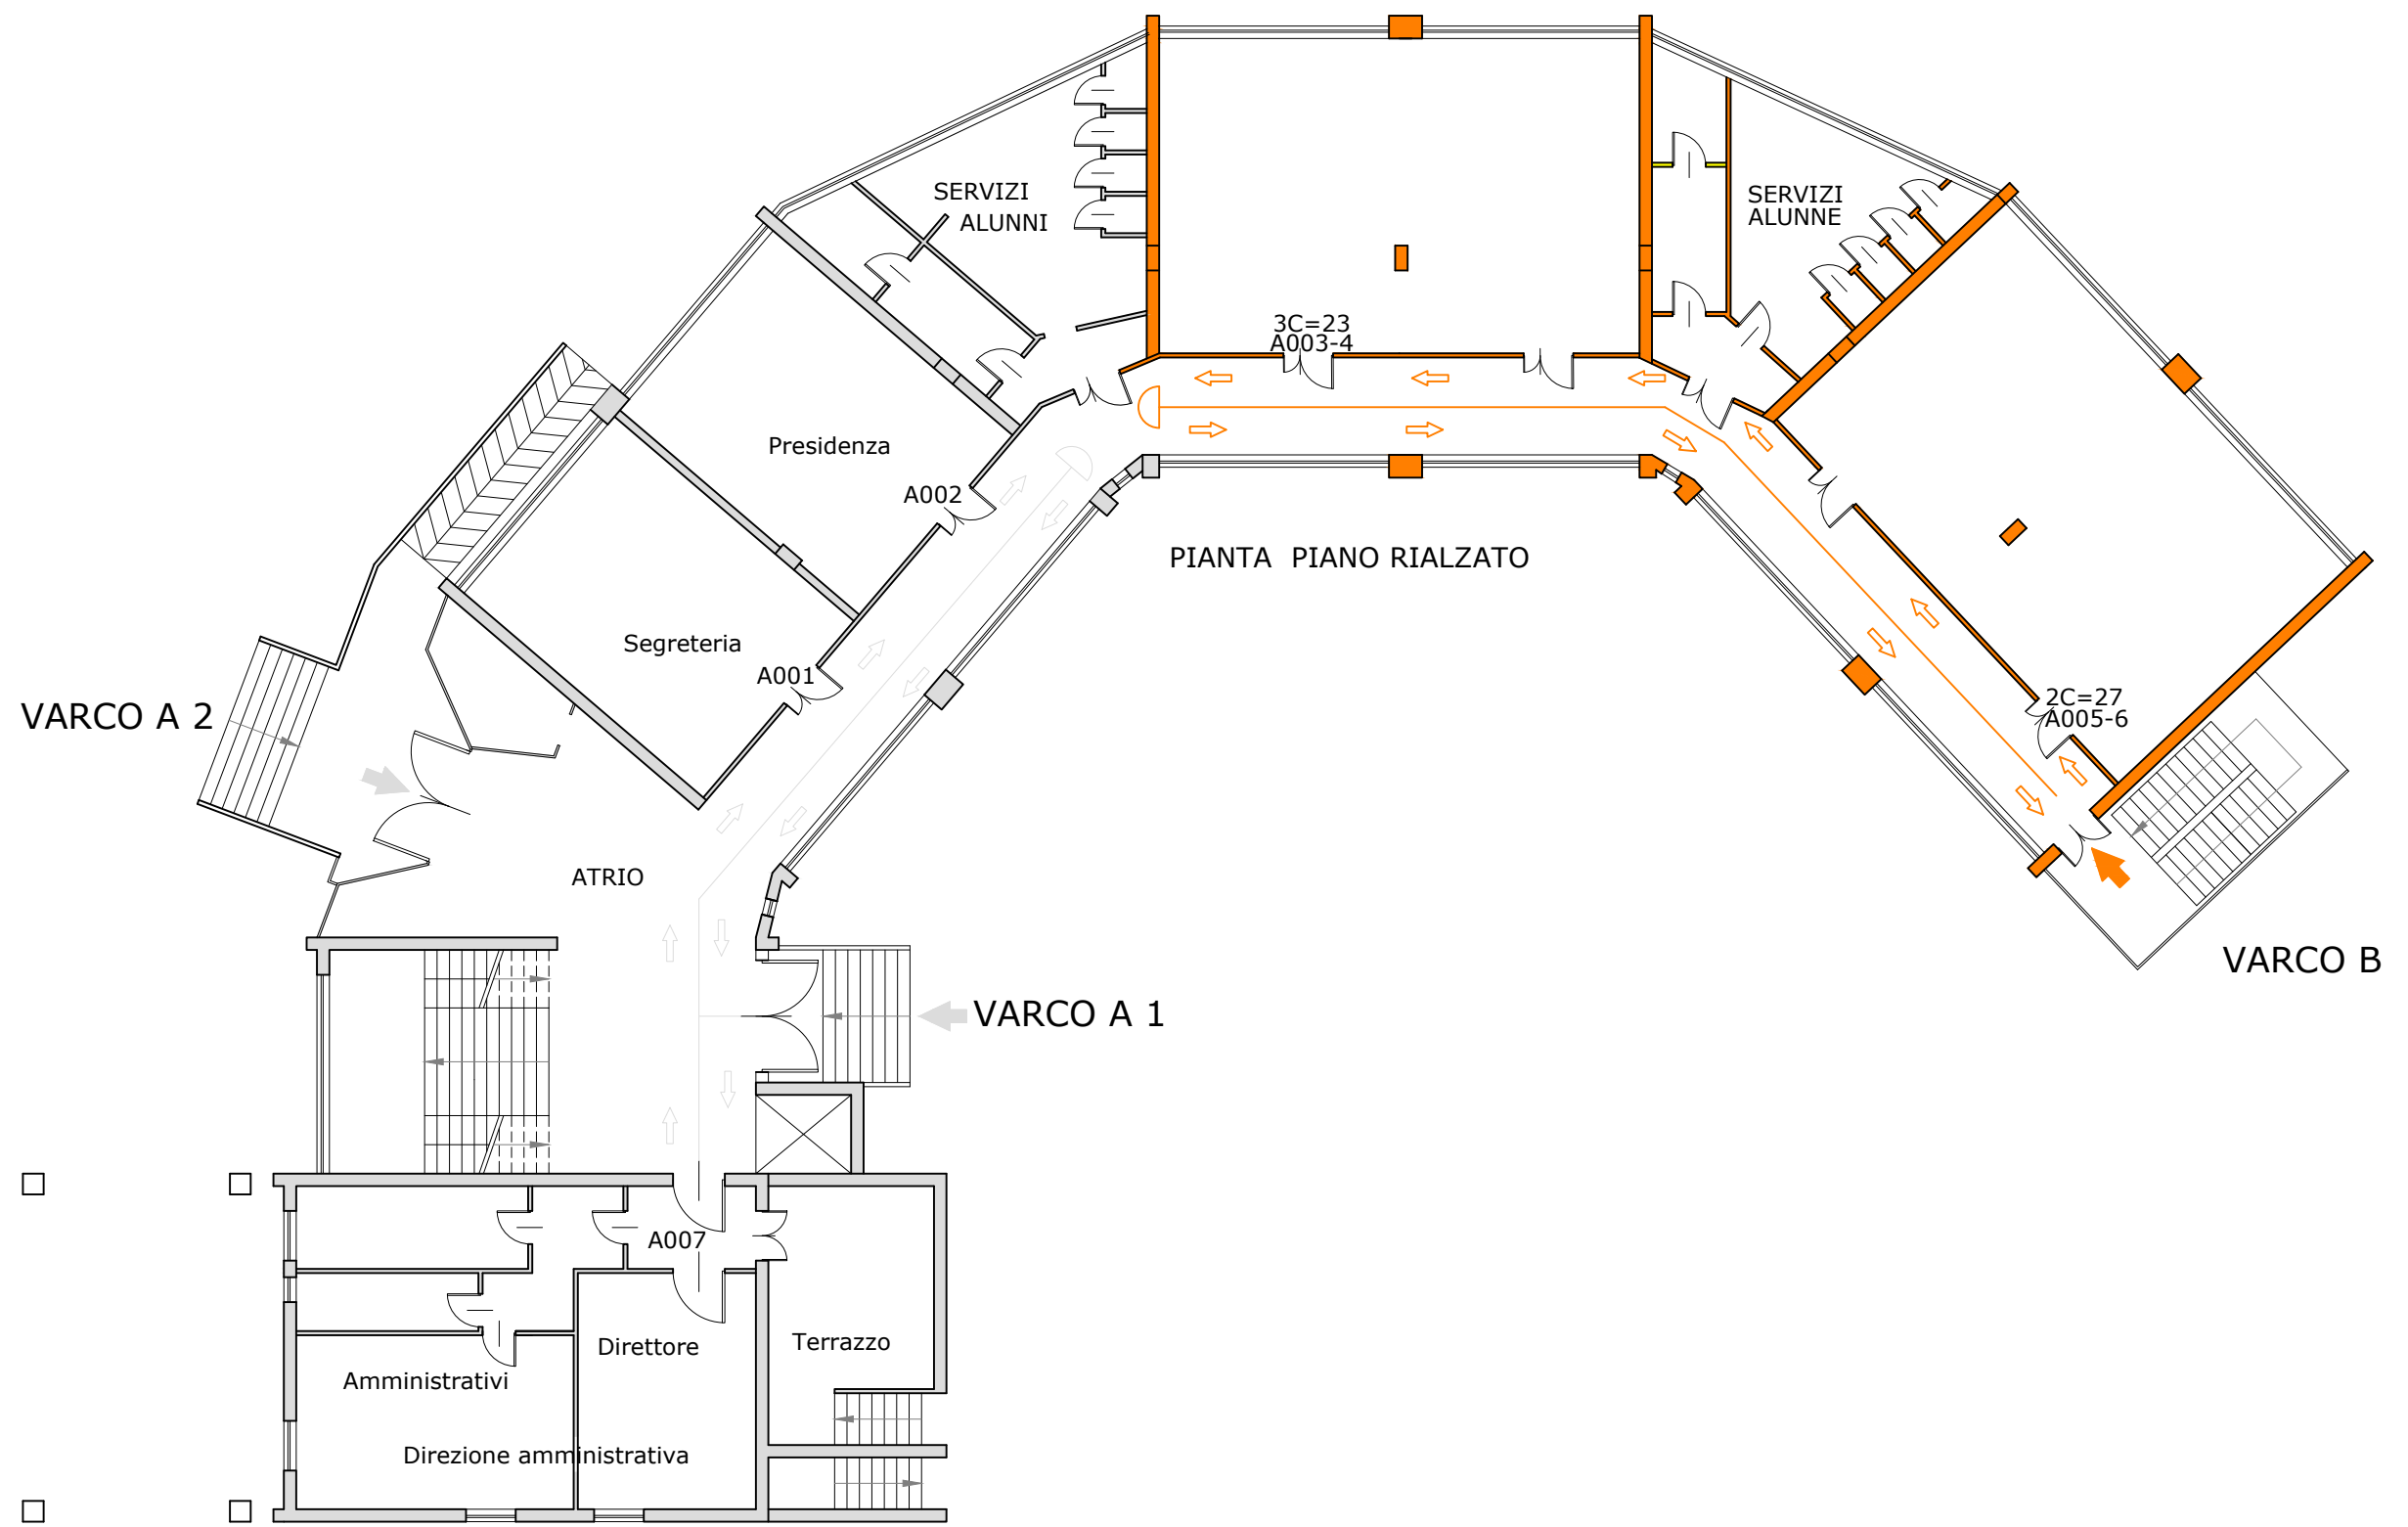 SERVIZI
ALUNNI
SERVIZI
ALUNNE
3C=23
A003-4
Presidenza
A002
PIANTA  PIANO RIALZATO
Segreteria
A001
2C=27
A005-6
VARCO A 2
ATRIO
VARCO B
VARCO A 1
A007
Direttore
Terrazzo
Amministrativi
Direzione amministrativa